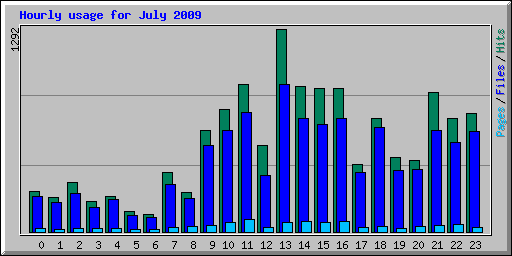 Hourly usage for July 2009
1292
Pages / Files / Hits
0 1 2 3 4 5 6 7 8 9 10 11 12 13 14 15 16 17 18 19 20 21 22 23